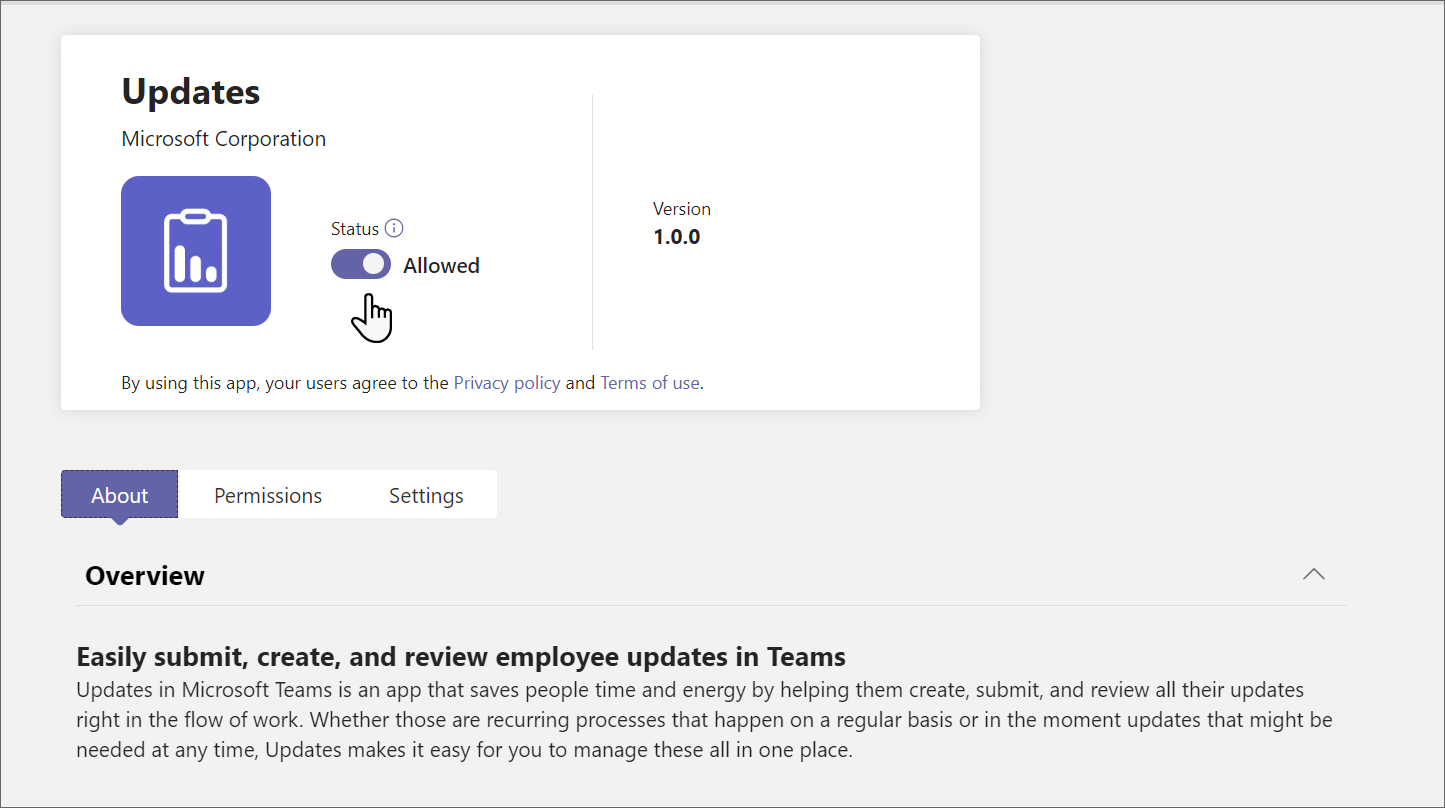 Updates
Microsoft Corporation
Status
Allowed
Version
1.0.0
By using this app, your users agree to the Privacy policy and Terms of use.
About
Permissions
Settings
Overview
Easily submit, create, and review employee updates in Teams
Updates in Microsoft Teams is an app that saves people time and energy by helping them create, submit, and review all their updates
right in the flow of work. Whether those are recurring processes that happen on a regular basis or in the moment updates that might be
needed at any time, Updates makes it easy for you to manage these all in one place.